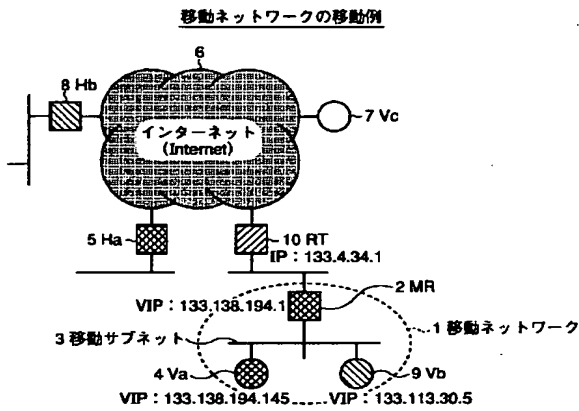 移動ネットワークの移動例
6
8 Hb
インターネット
(Internet)
7 Vc
5 Ha
10 RT
IP：133.4.34.1
2 MR
VIP：133.138.194.1
1 移動ネットワーク
3 移動サブネット
4 Va
9 Vb
VIP：133.138.194.145
VIP：133.113.30.5